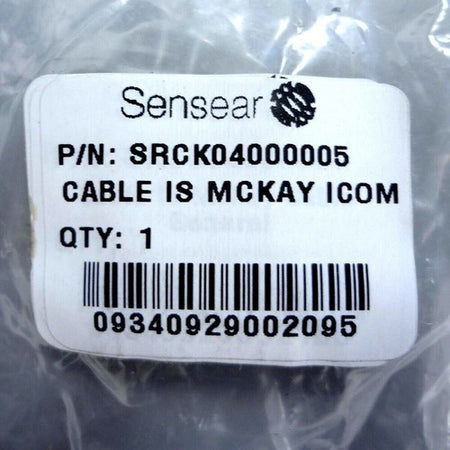 Sensear
P/N: SRCK04000005
CABLE IS MCKAY ICOM
QTY: 1
09340929002095